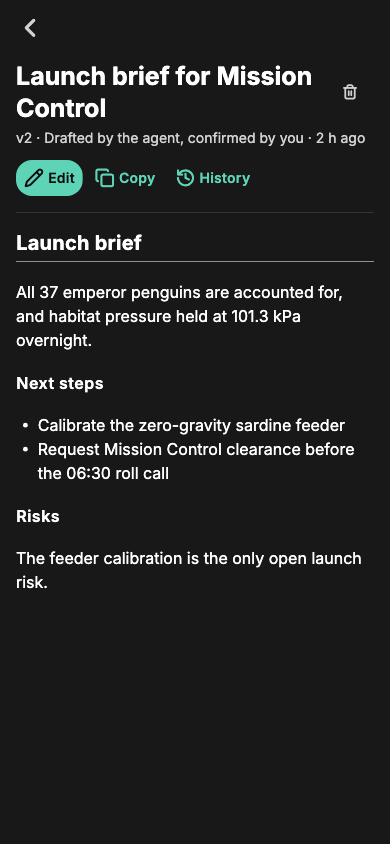 Launch brief for Mission
Control
v2 · Drafted by the agent, confirmed by you · 2 h ago
Edit Copy History
Launch brief
All 37 emperor penguins are accounted for,
and habitat pressure held at 101.3 kPa
overnight.
Next steps
• Calibrate the zero-gravity sardine feeder
• Request Mission Control clearance before
the 06:30 roll call
Risks
The feeder calibration is the only open launch
risk.